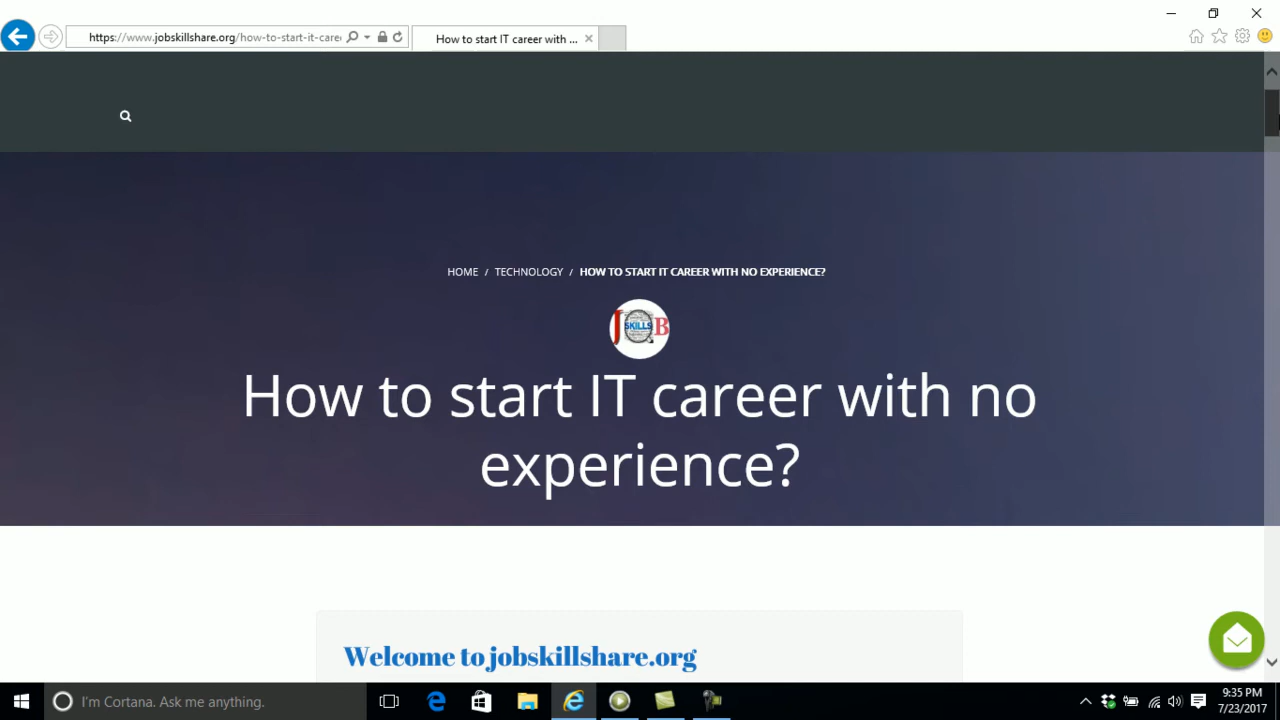 https://www.jobskillshare.org/how-to-start-it-care
How to start IT career with ...
HOME / TECHNOLOGY / HOW TO START IT CAREER WITH NO EXPERIENCE?
J SKILLS B
How to start IT career with no
experience?
Welcome to jobskillshare.org
I'm Cortana. Ask me anything.
9:35 PM
7/23/2017